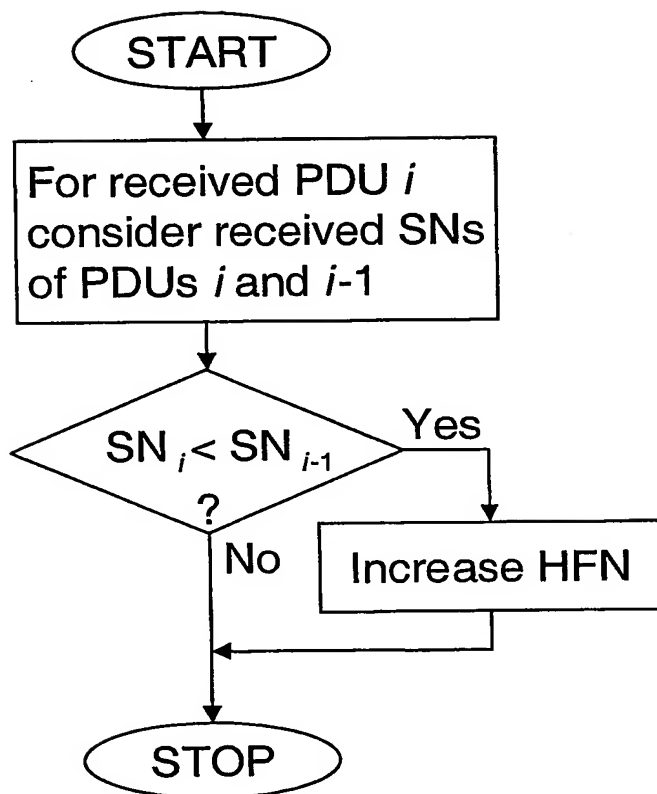 START
For received PDU i
consider received SNs
of PDUs i and i-1
SN i < SN i-1
?
Yes
No
Increase HFN
STOP